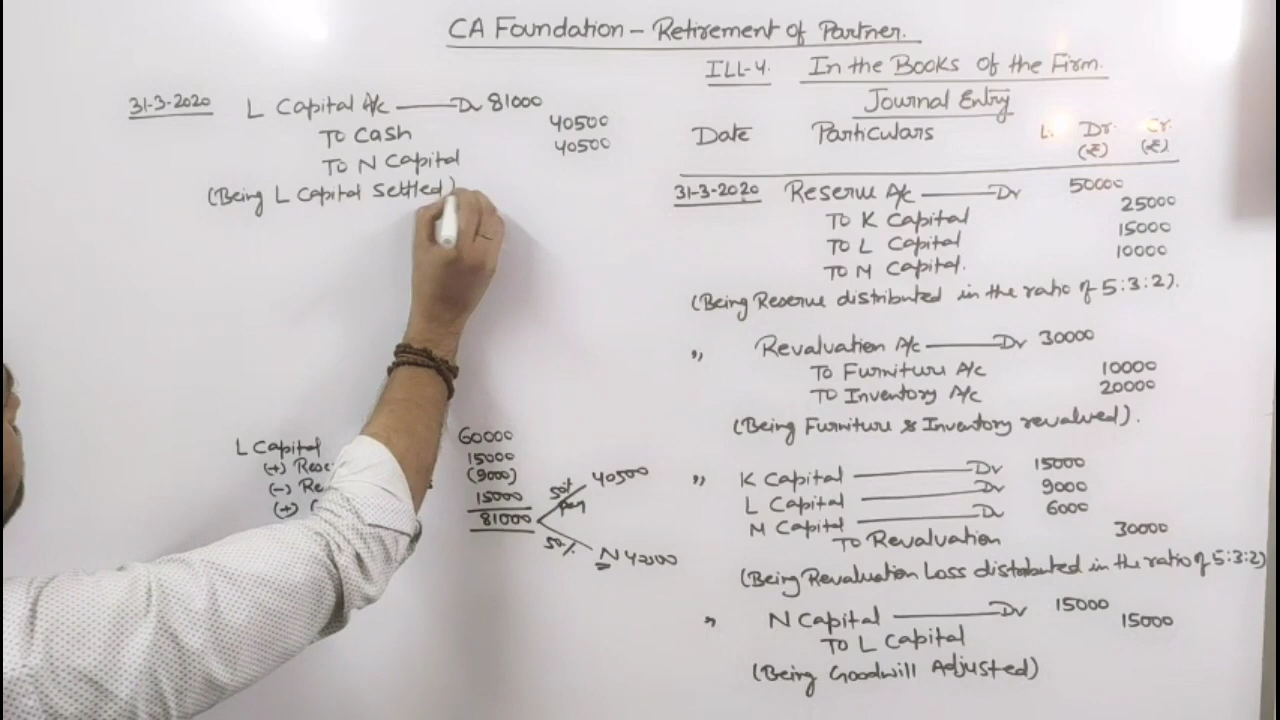 CA Foundation - Retirement of Partner.
ILL-4. In the Books of the Firm.
Journal Entry
Date Particulars L. Dr. (₹) Cr. (₹)
31-3-2020 Reserve A/c Dr 50000
To K Capital 25000
To L Capital 15000
To M Capital. 10000
(Being Reserve distributed in the ratio of 5:3:2).
,, Revaluation A/c Dr 30000
To Furniture A/c 10000
To Inventory A/c 20000
(Being Furniture & Inventory revalved).
,, K Capital Dr 15000
L Capital Dr 9000
M Capital Dr 6000
To Revaluation 30000
(Being Revaluation Loss distributed in the ratio of 5:3:2)
,, N Capital Dr 15000
To L Capital 15000
(Being Goodwill Adjusted)
31-3-2020 L Capital A/c Dr 81000
To Cash 40500
To N Capital 40500
(Being L Capital Settled)
L Capital 60000
(+) Rese 15000
(-) Re (9000)
(+) 15000
81000
50% pay 40500
50% N 40500